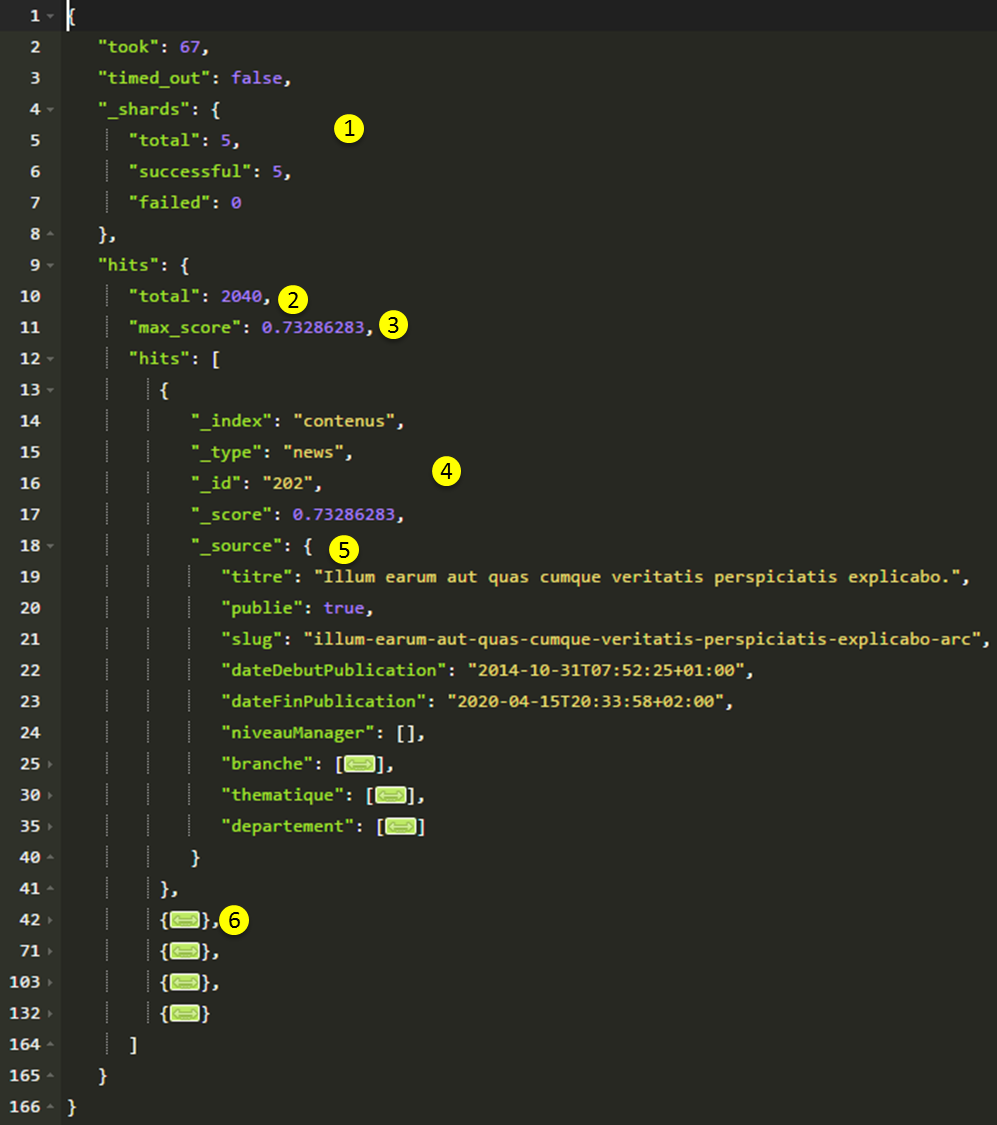 1 {
2 "took": 67,
3 "timed_out": false,
4 "_shards": {
5 "total": 5, 1
6 "successful": 5,
7 "failed": 0
8 },
9 "hits": {
10 "total": 2040, 2
11 "max_score": 0.73286283, 3
12 "hits": [
13 {
14 "_index": "contenus",
15 "_type": "news",
16 "_id": "202", 4
17 "_score": 0.73286283,
18 "_source": { 5
19 "titre": "Illum earum aut quas cumque veritatis perspiciatis explicabo.",
20 "publie": true,
21 "slug": "illum-earum-aut-quas-cumque-veritatis-perspiciatis-explicabo-arc",
22 "dateDebutPublication": "2014-10-31T07:52:25+01:00",
23 "dateFinPublication": "2020-04-15T20:33:58+02:00",
24 "niveauManager": [],
25 "branche": [],
30 "thematique": [],
35 "departement": []
40 }
41 },
42 {}, 6
71 {},
103 {},
132 {}
164 ]
165 }
166 }